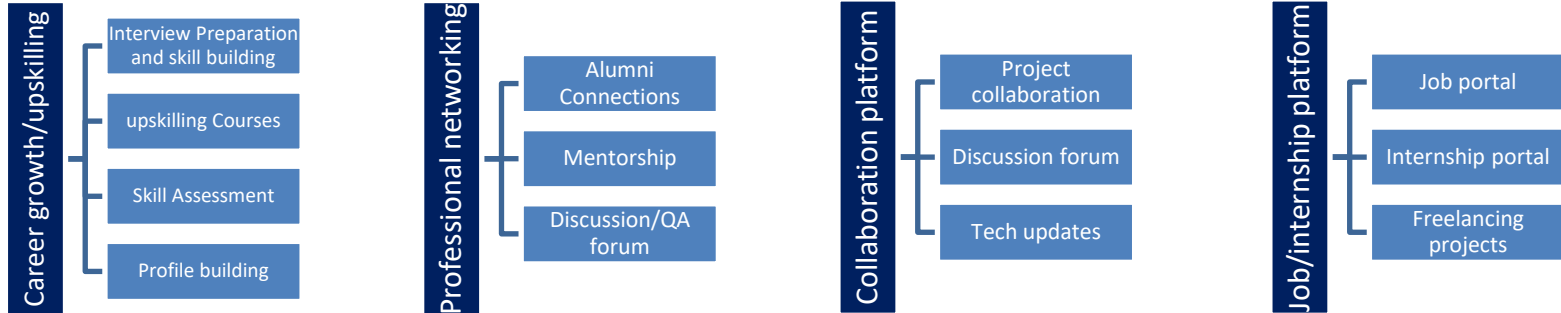 Career growth/upskilling
Interview Preparation
and skill building
upskilling Courses
Skill Assessment
Profile building
Professional networking
Alumni
Connections
Mentorship
Discussion/QA
forum
Collaboration platform
Project
collaboration
Discussion forum
Tech updates
Job/internship platform
Job portal
Internship portal
Freelancing
projects